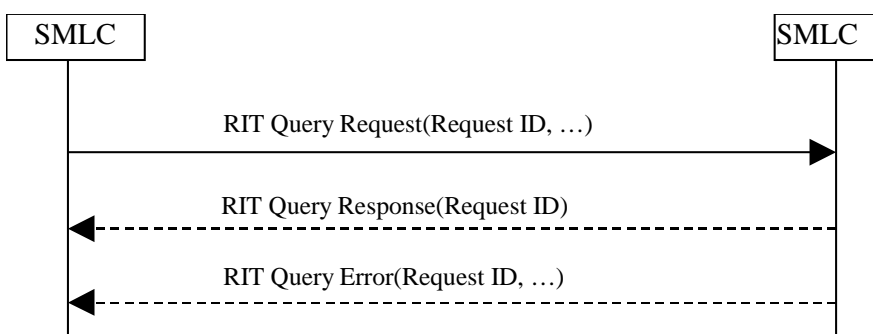 SMLC
SMLC
RIT Query Request(Request ID, …)
RIT Query Response(Request ID)
RIT Query Error(Request ID, …)